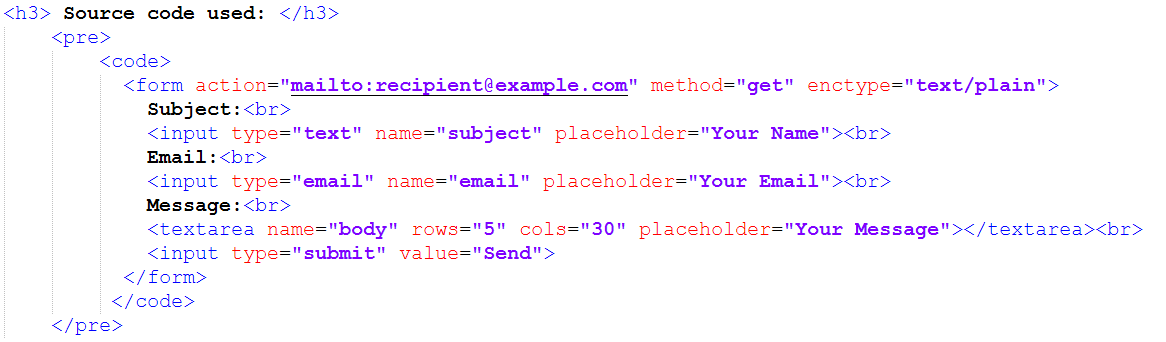 <h3> Source code used: </h3>
<pre>
<code>
<form action="mailto:recipient@example.com" method="get" enctype="text/plain">
Subject:<br>
<input type="text" name="subject" placeholder="Your Name"><br>
Email:<br>
<input type="email" name="email" placeholder="Your Email"><br>
Message:<br>
<textarea name="body" rows="5" cols="30" placeholder="Your Message"></textarea><br>
<input type="submit" value="Send">
</form>
</code>
</pre>